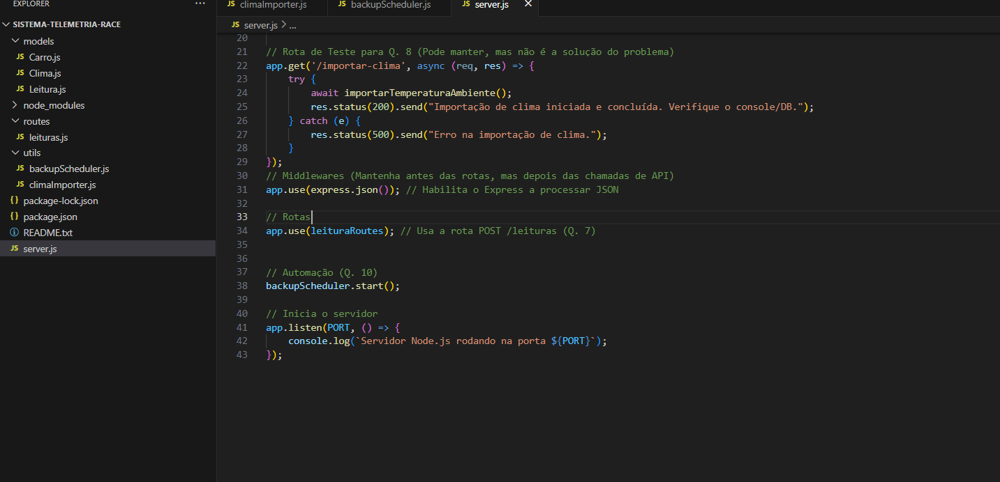 EXPLORER
...
SISTEMA-TELEMETRIA-RACE
models
JS Carro.js
JS Clima.js
JS Leitura.js
node_modules
routes
JS leituras.js
utils
JS backupScheduler.js
JS climaImporter.js
{} package-lock.json
{} package.json
README.txt
JS server.js
JS climaImporter.js
JS backupScheduler.js
JS server.js
JS server.js > ...
20
21 // Rota de Teste para Q. 8 (Pode manter, mas não é a solução do problema)
22 app.get('/importar-clima', async (req, res) => {
23 try {
24 await importarTemperaturaAmbiente();
25 res.status(200).send("Importação de clima iniciada e concluída. Verifique o console/DB.");
26 } catch (e) {
27 res.status(500).send("Erro na importação de clima.");
28 }
29 });
30 // Middlewares (Mantenha antes das rotas, mas depois das chamadas de API)
31 app.use(express.json()); // Habilita o Express a processar JSON
32
33 // Rotas
34 app.use(leituraRoutes); // Usa a rota POST /leituras (Q. 7)
35
36
37 // Automação (Q. 10)
38 backupScheduler.start();
39
40 // Inicia o servidor
41 app.listen(PORT, () => {
42 console.log(`Servidor Node.js rodando na porta ${PORT}`);
43 });